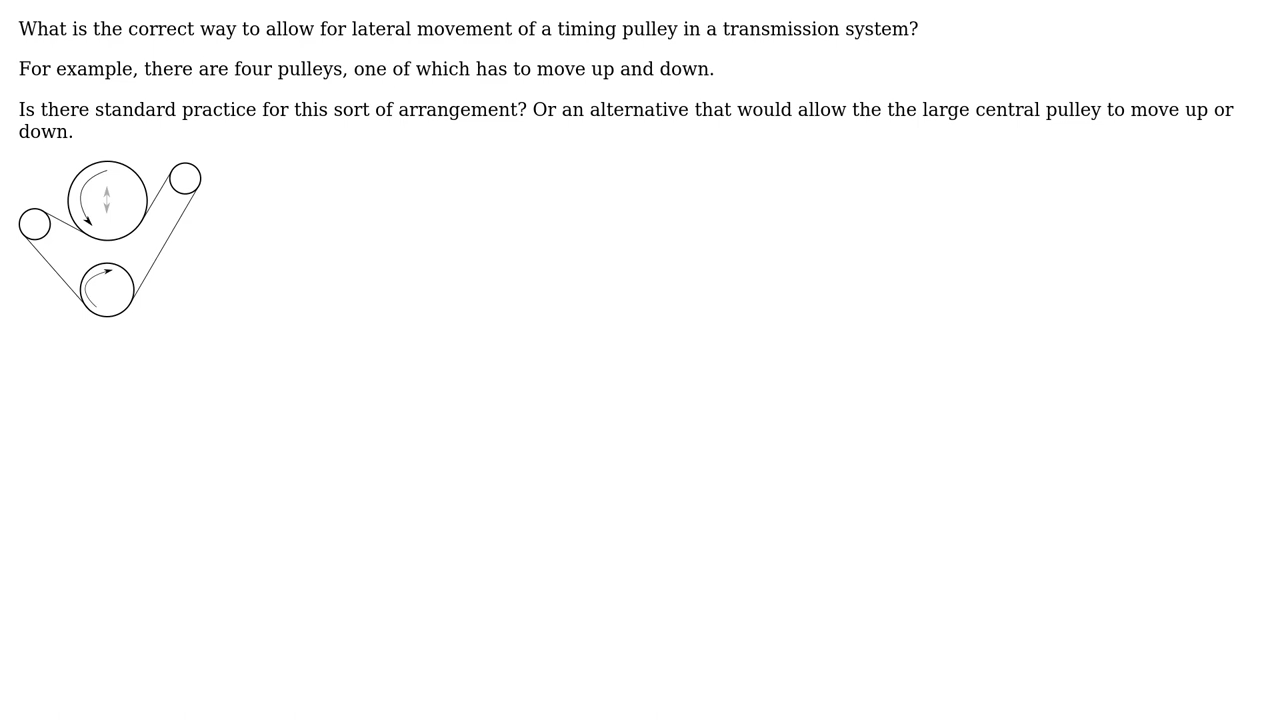 What is the correct way to allow for lateral movement of a timing pulley in a transmission system?
For example, there are four pulleys, one of which has to move up and down.
Is there standard practice for this sort of arrangement? Or an alternative that would allow the the large central pulley to move up or
down.